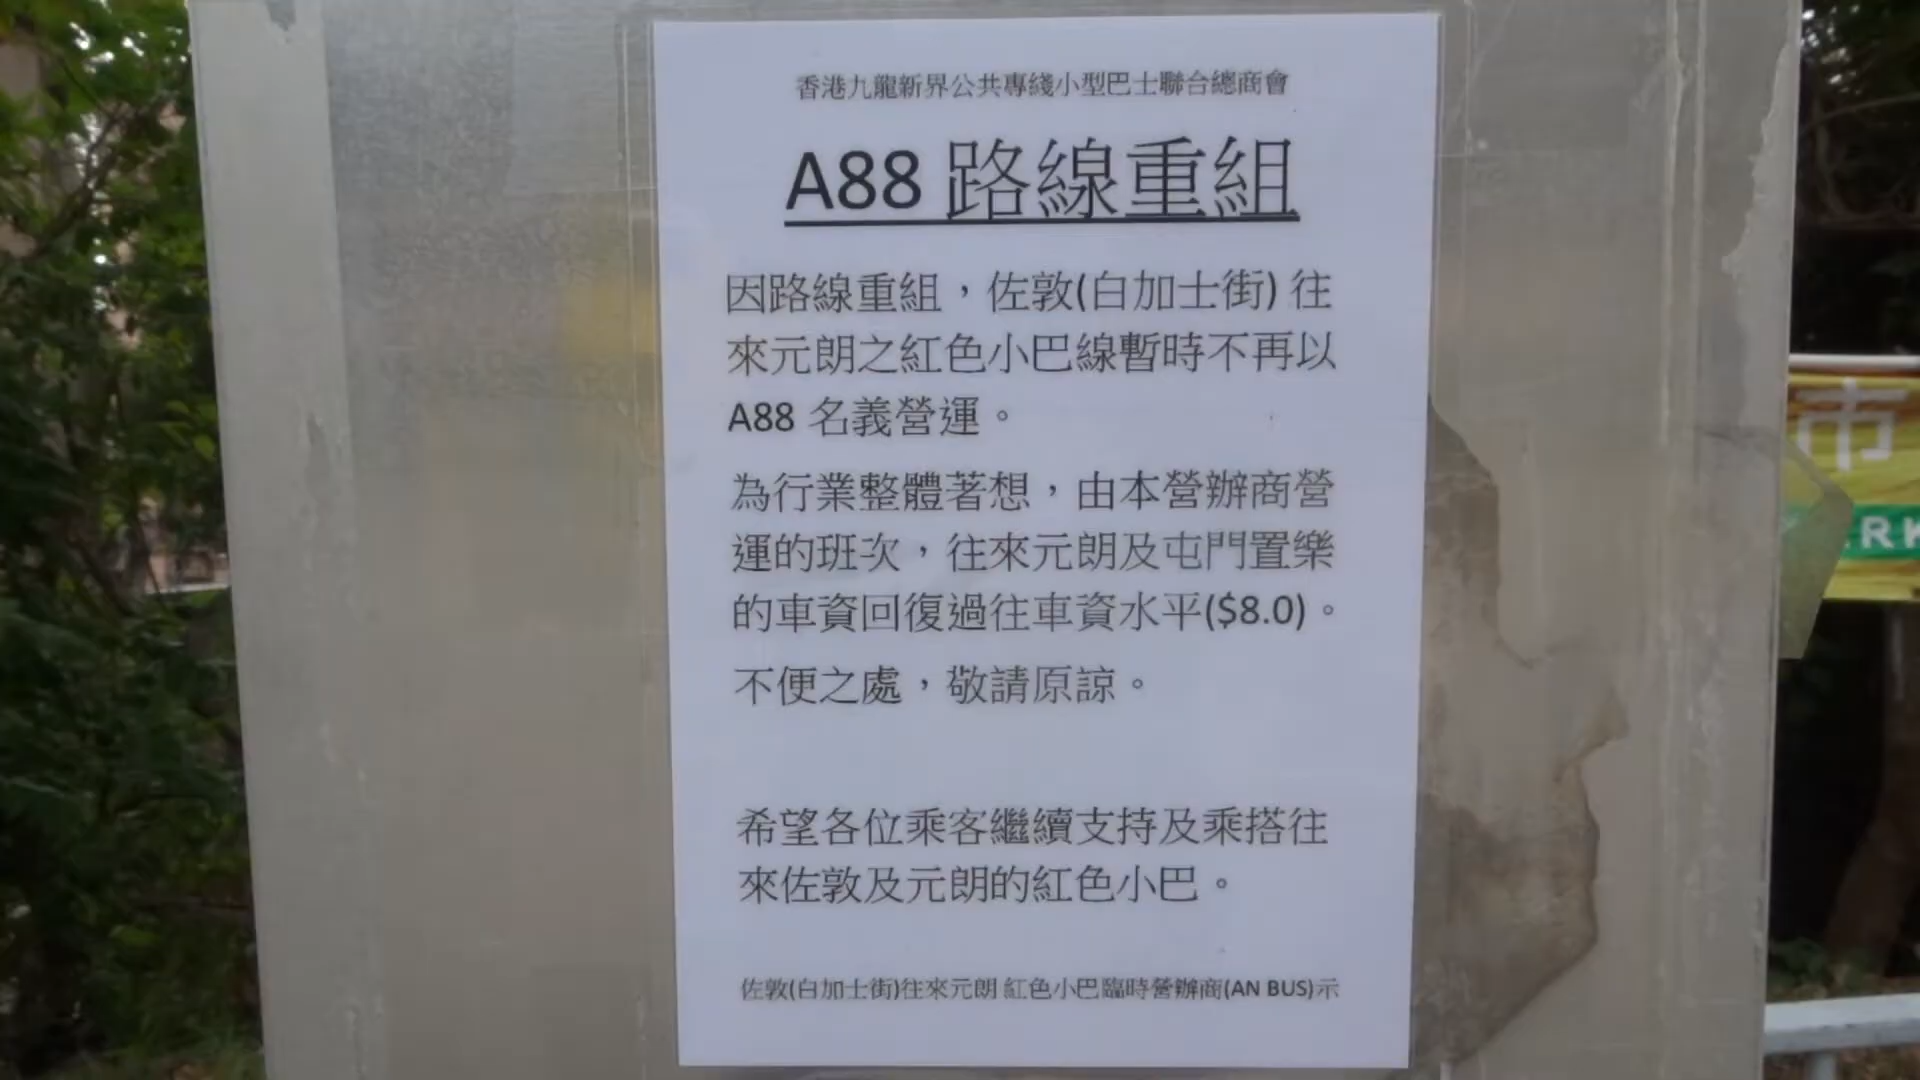 香港九龍新界公共專綫小型巴士聯合總商會
A88 路線重組
因路線重組，佐敦(白加士街) 往
來元朗之紅色小巴線暫時不再以
A88 名義營運。
為行業整體著想，由本營辦商營
運的班次，往來元朗及屯門置樂
的車資回復過往車資水平($8.0)。
不便之處，敬請原諒。
希望各位乘客繼續支持及乘搭往
來佐敦及元朗的紅色小巴。
佐敦(白加士街)往來元朗 紅色小巴臨時營辦商(AN BUS)示
市